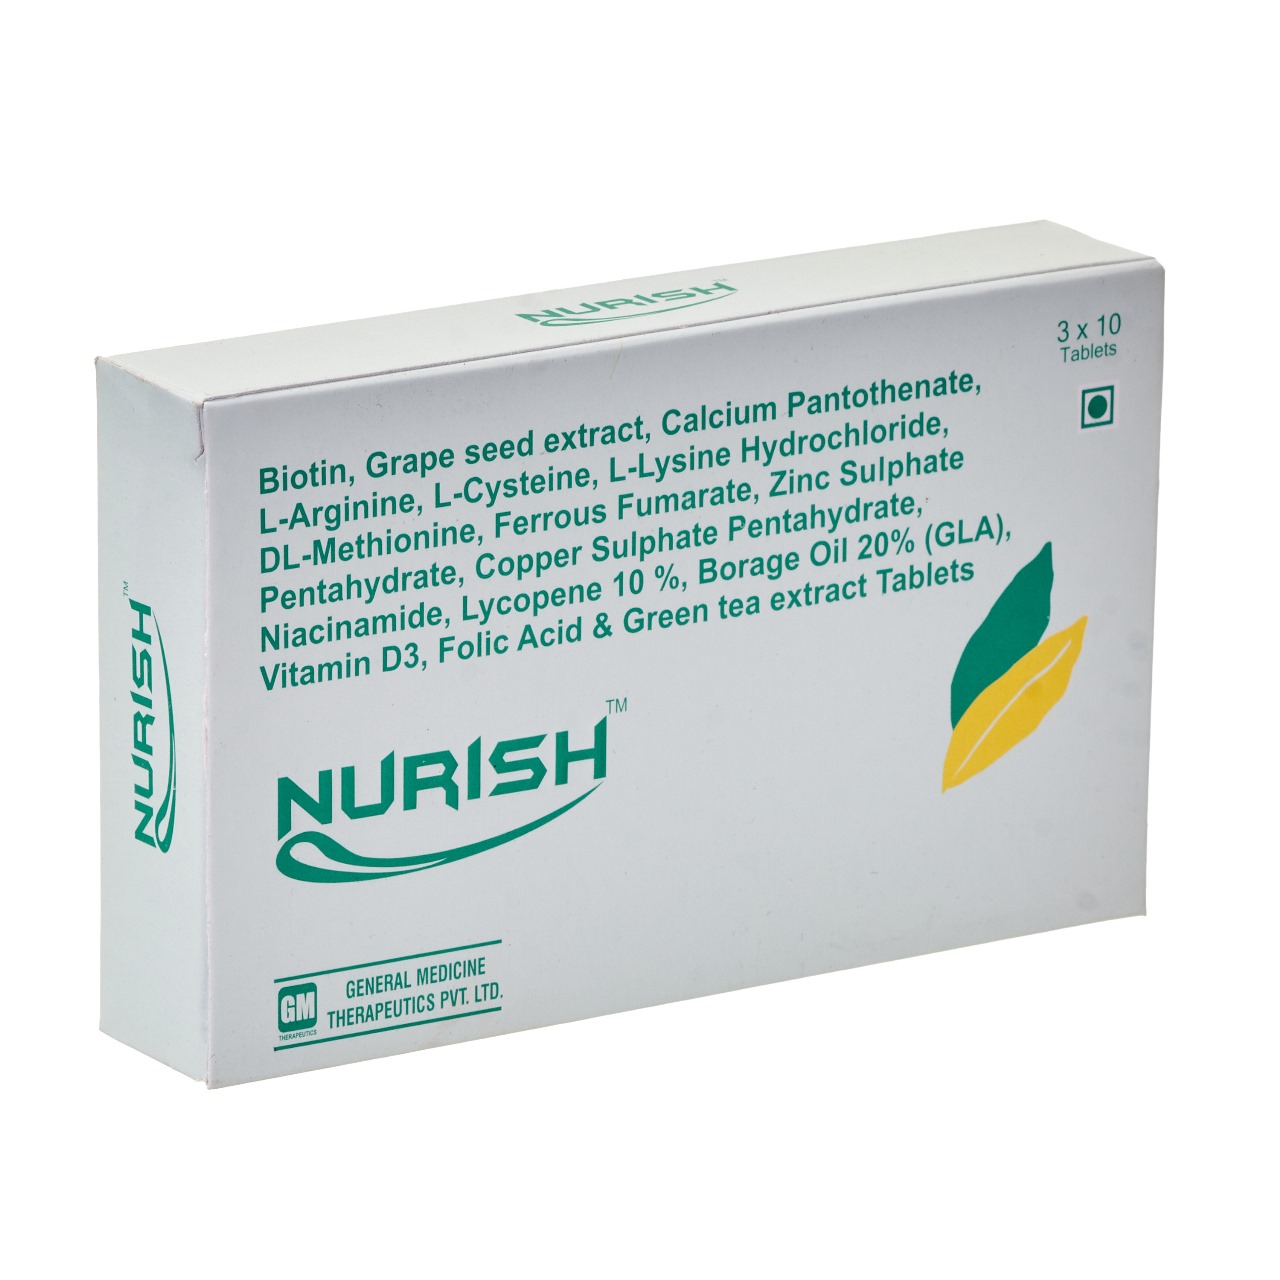 NURISH™
3 x 10
Tablets
Biotin, Grape seed extract, Calcium Pantothenate,
L-Arginine, L-Cysteine, L-Lysine Hydrochloride,
DL-Methionine, Ferrous Fumarate, Zinc Sulphate
Pentahydrate, Copper Sulphate Pentahydrate,
Niacinamide, Lycopene 10 %, Borage Oil 20% (GLA),
Vitamin D3, Folic Acid & Green tea extract Tablets
NURISH™
NURISH™
GM
THERAPEUTICS
GENERAL MEDICINE
THERAPEUTICS PVT. LTD.